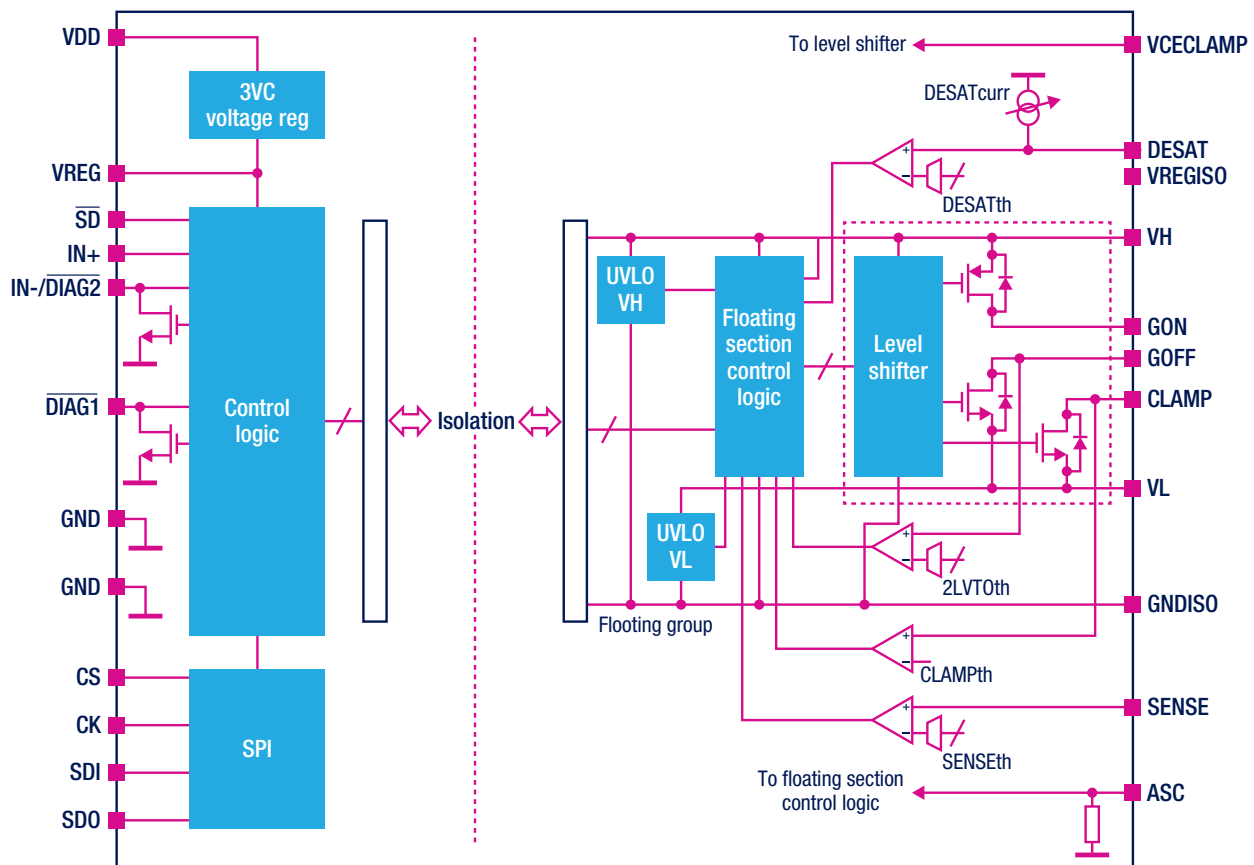 VDD
3VC
voltage reg
VREG
SD
IN+
IN-/DIAG2
DIAG1
GND
GND
CS
CK
SDI
SDO
Control
logic
SPI
Isolation
To level shifter
VCECLAMP
DESATcurr
DESAT
VREGISO
DESATth
VH
UVLO
VH
Floating
section
control
logic
Level
shifter
GON
GOFF
CLAMP
VL
UVLO
VL
2LVTOth
GNDISO
Flooting group
CLAMPth
SENSE
SENSEth
To floating section
control logic
ASC